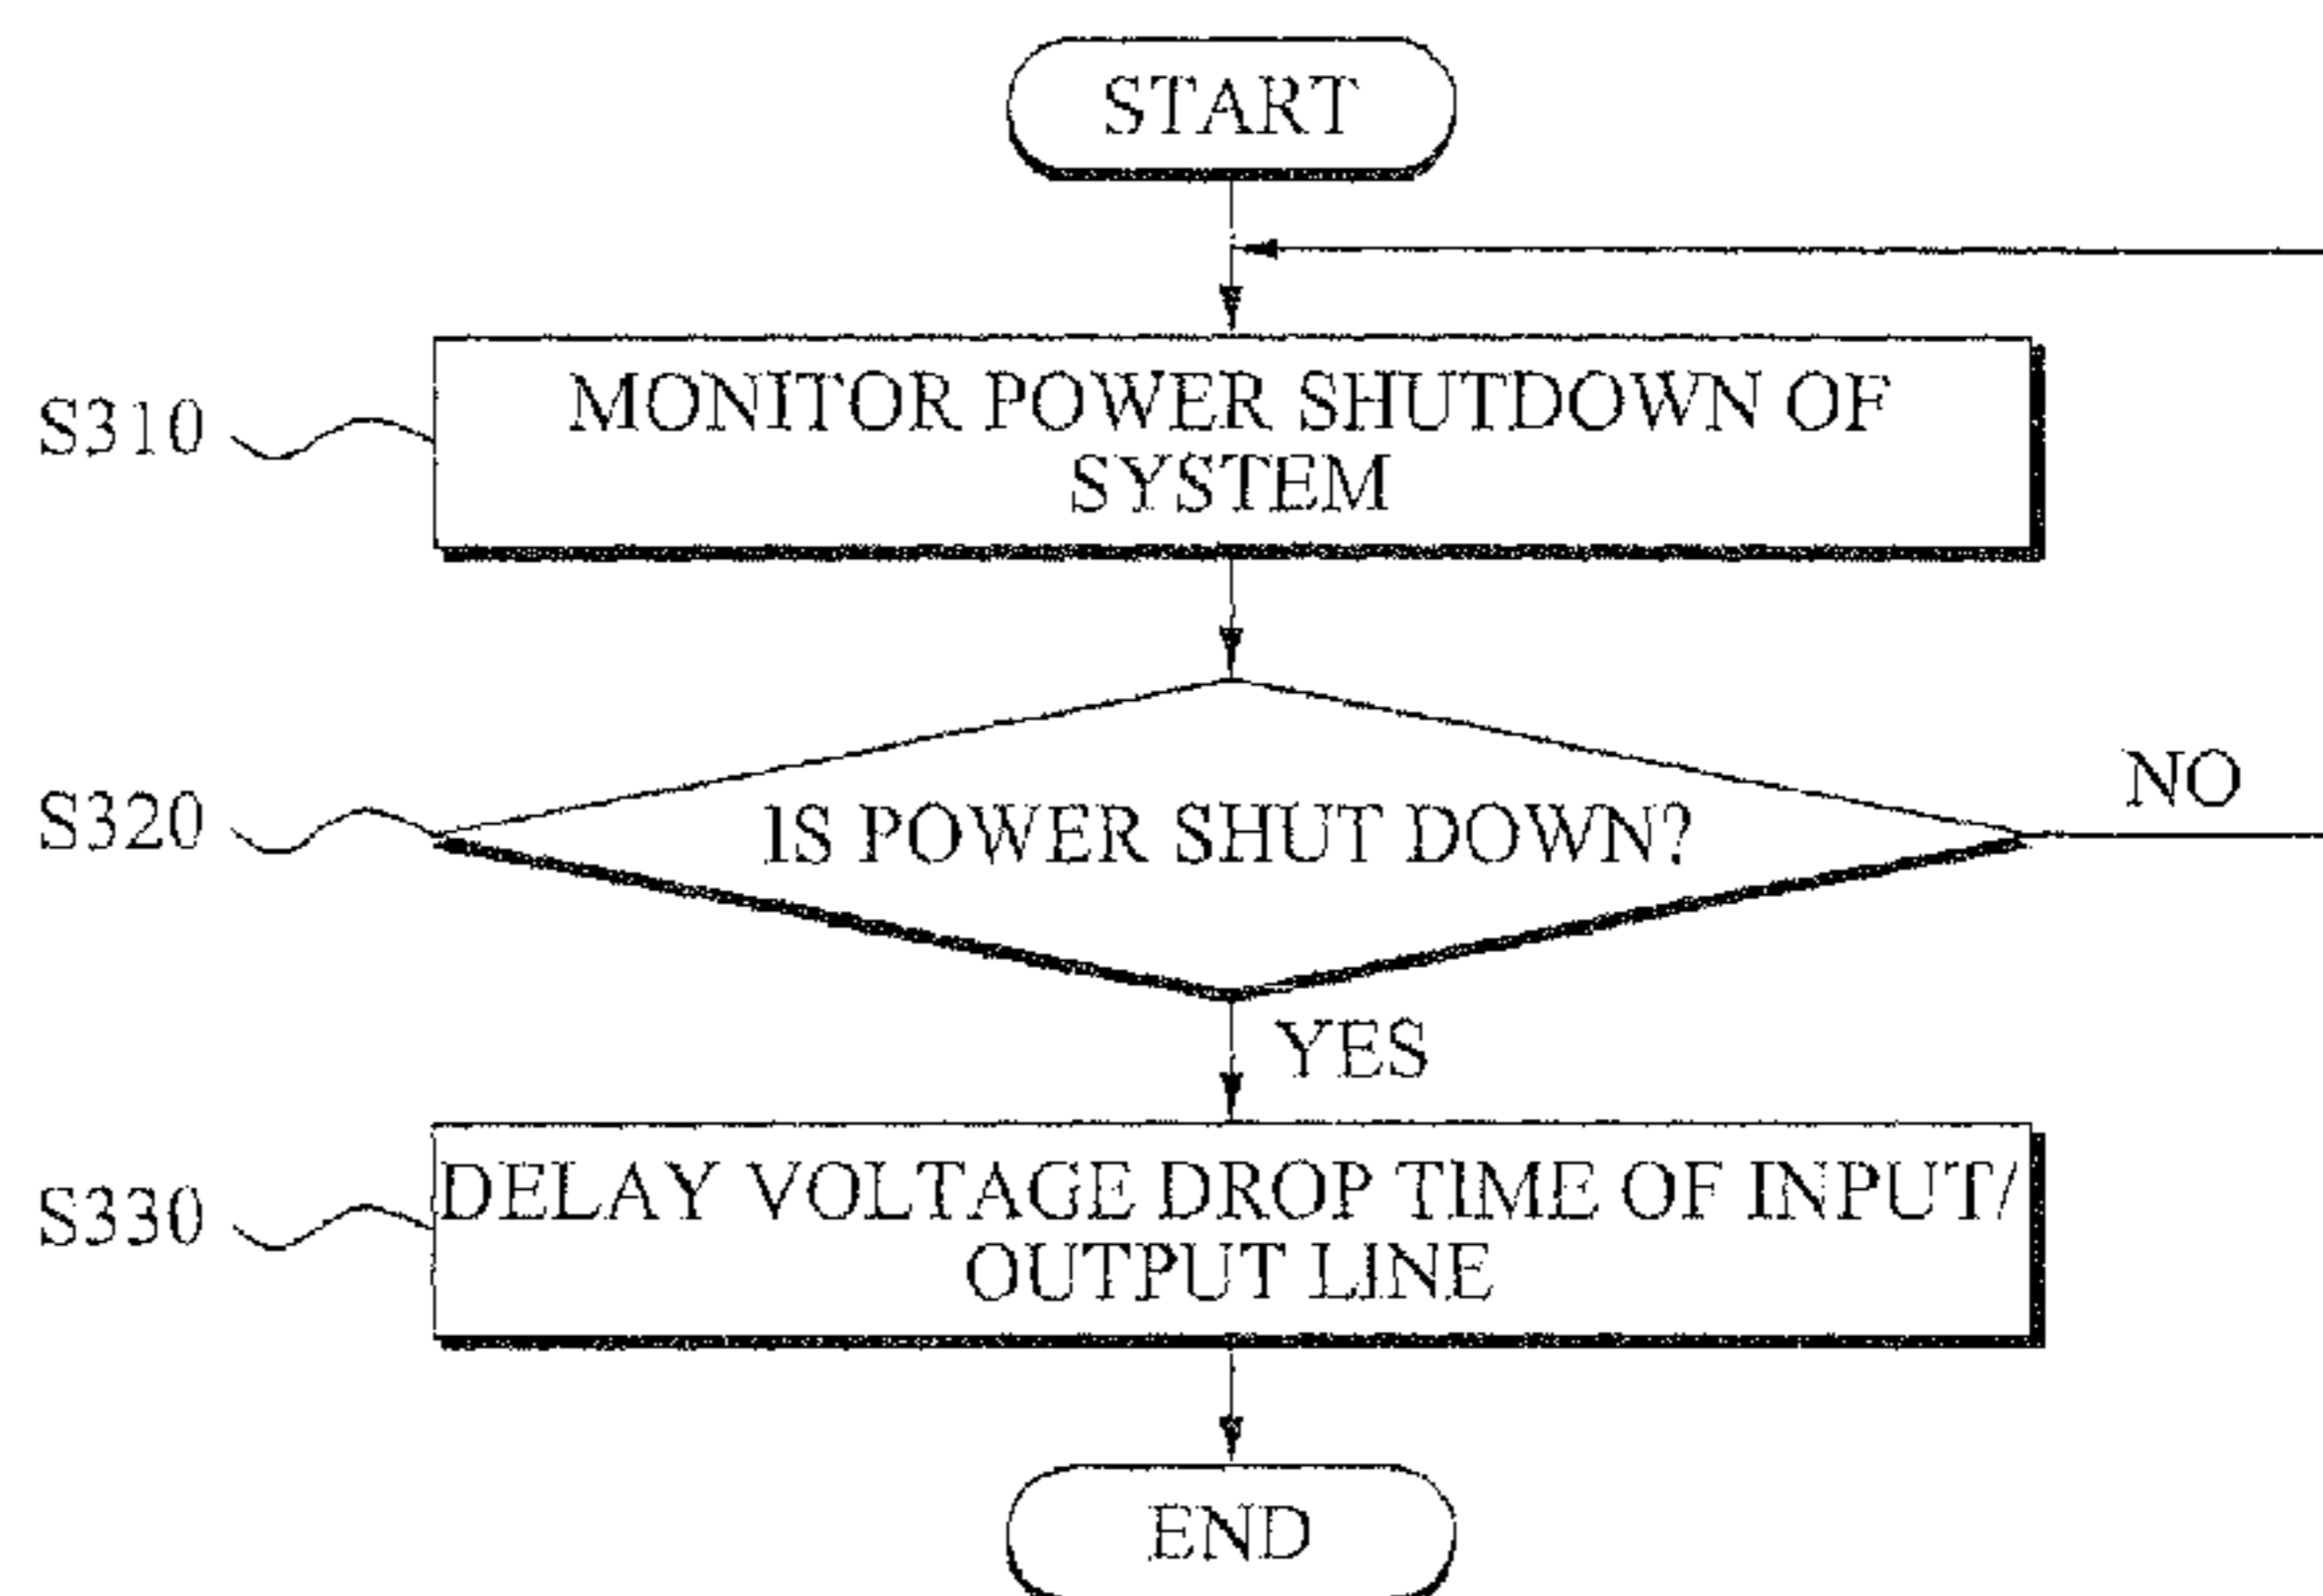 START
S310
MONITOR POWER SHUTDOWN OF
SYSTEM
S320
IS POWER SHUT DOWN?
NO
YES
S330
DELAY VOLTAGE DROP TIME OF INPUT/
OUTPUT LINE
END